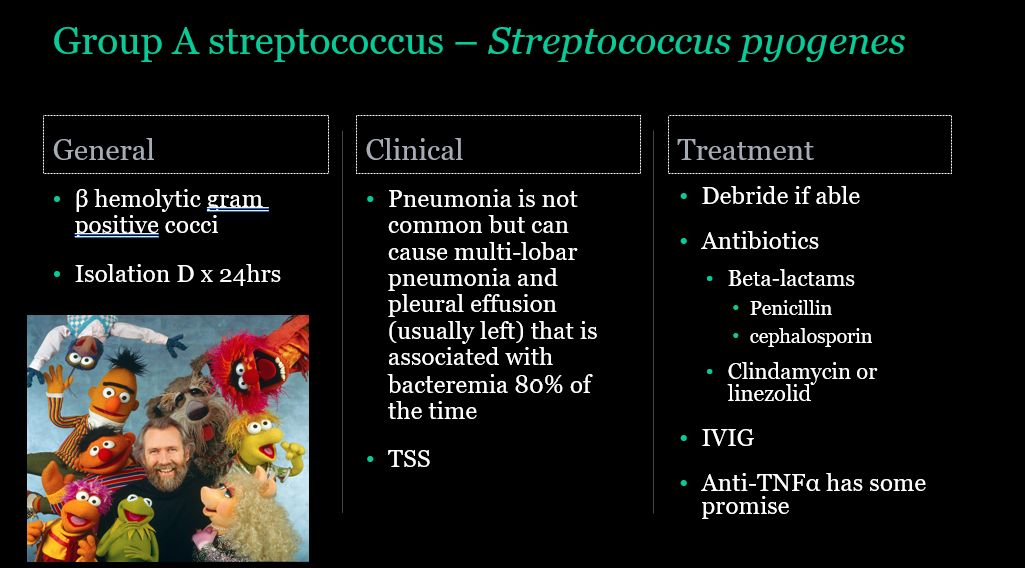 Group A streptococcus – Streptococcus pyogenes
General
• β hemolytic gram
positive cocci
• Isolation D x 24hrs
Clinical
• Pneumonia is not
common but can
cause multi-lobar
pneumonia and
pleural effusion
(usually left) that is
associated with
bacteremia 80% of
the time
• TSS
Treatment
• Debride if able
• Antibiotics
• Beta-lactams
• Penicillin
• cephalosporin
• Clindamycin or
linezolid
• IVIG
• Anti-TNFα has some
promise